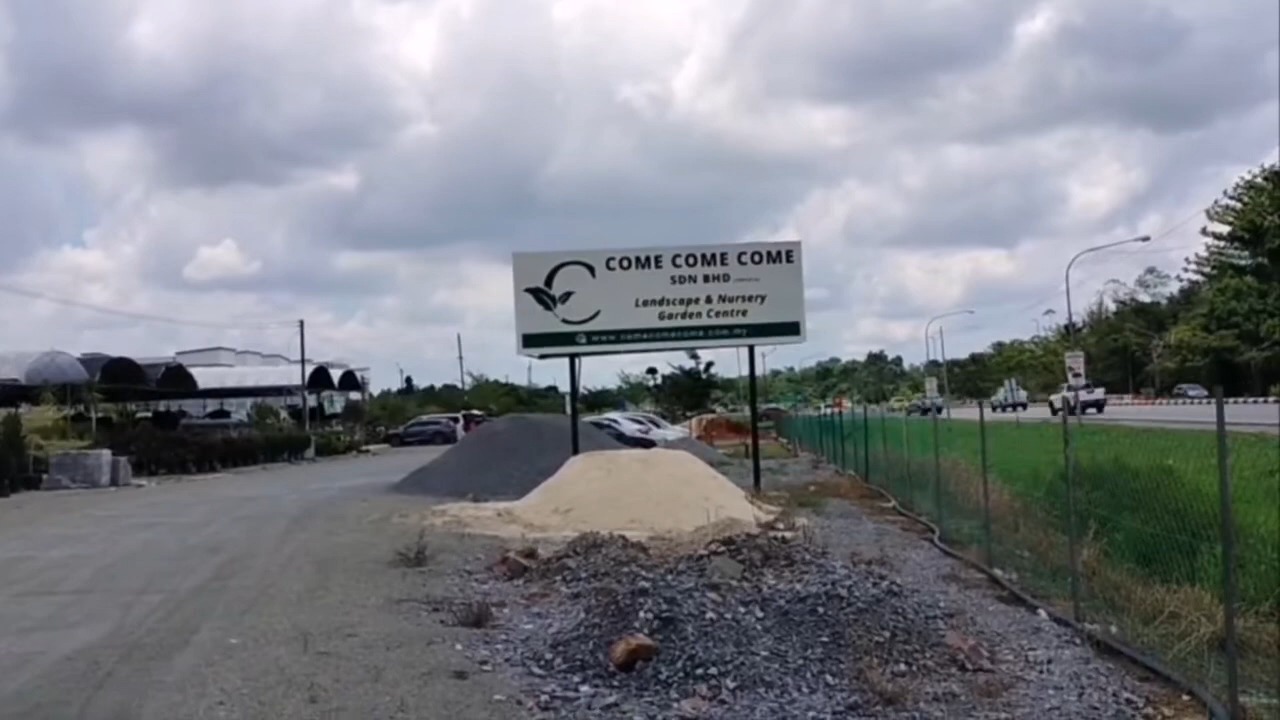 COME COME COME
SDN BHD
Landscape & Nursery
Garden Centre
www.comecomecome.com.my